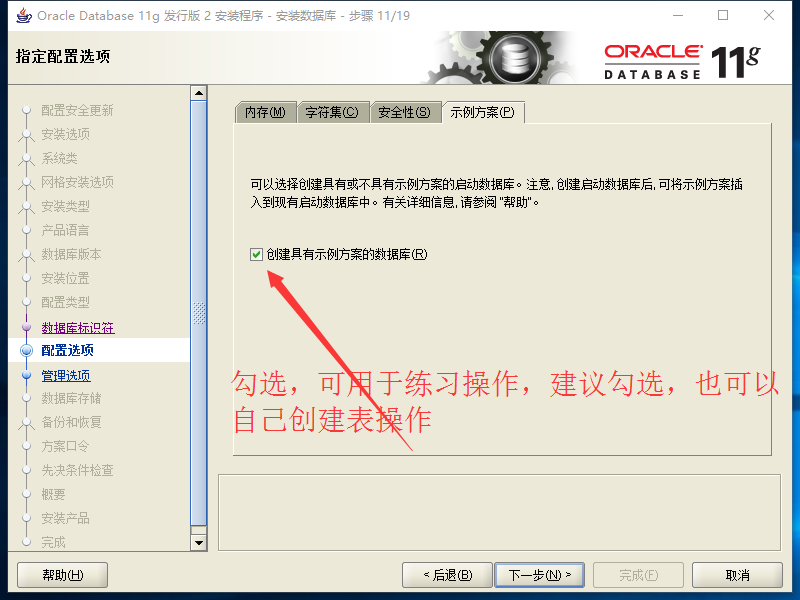 Oracle Database 11g 发行版 2 安装程序 - 安装数据库 - 步骤 11/19
指定配置选项
ORACLE
DATABASE
11g
配置安全更新
安装选项
系统类
网格安装选项
安装类型
产品语言
数据库版本
安装位置
配置类型
数据库标识符
配置选项
管理选项
数据库存储
备份和恢复
方案口令
先决条件检查
概要
安装产品
完成
内存(M) 字符集(C) 安全性(S) 示例方案(P)
可以选择创建具有或不具有示例方案的启动数据库。注意, 创建启动数据库后, 可将示例方案插
入到现有启动数据库中。有关详细信息, 请参阅 "帮助"。
创建具有示例方案的数据库(R)
勾选，可用于练习操作，建议勾选，也可以
自己创建表操作
帮助(H) < 后退(B) 下一步(N) > 完成(F) 取消